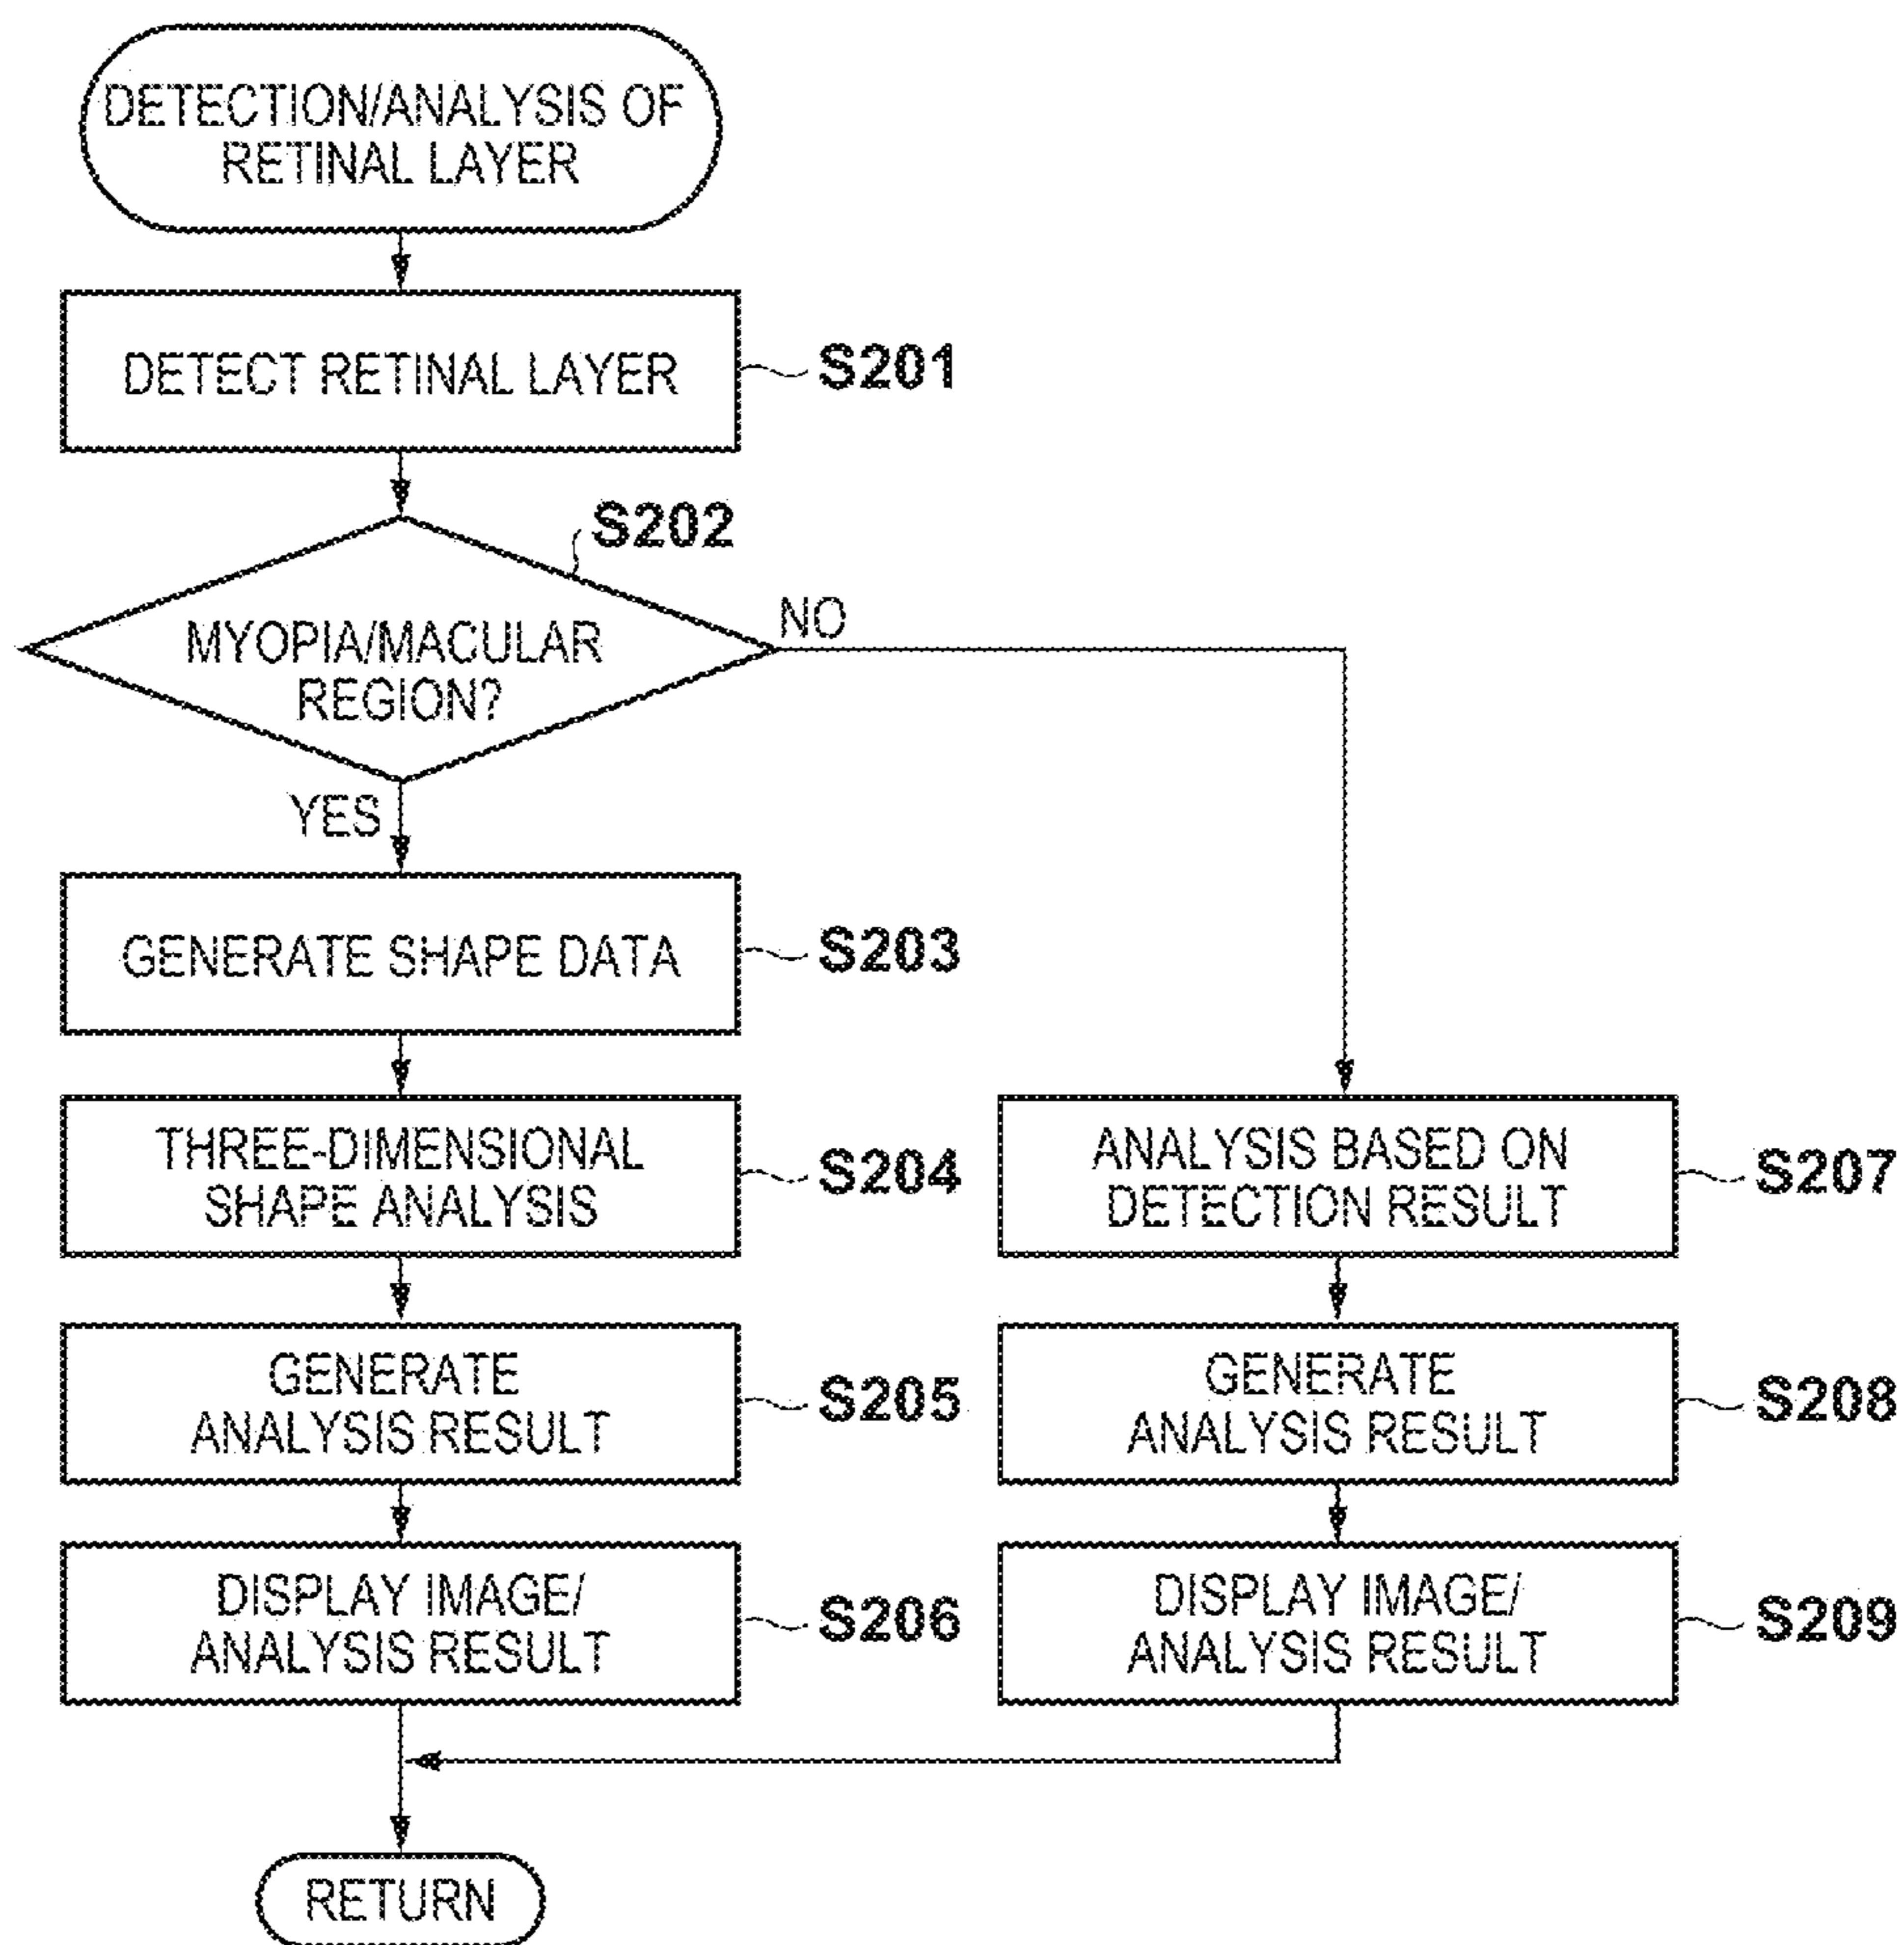 DETECTION/ANALYSIS OF
RETINAL LAYER
DETECT RETINAL LAYER
S201
S202
MYOPIA/MACULAR
REGION?
NO
YES
GENERATE SHAPE DATA
S203
THREE-DIMENSIONAL
SHAPE ANALYSIS
S204
ANALYSIS BASED ON
DETECTION RESULT
S207
GENERATE
ANALYSIS RESULT
S205
GENERATE
ANALYSIS RESULT
S208
DISPLAY IMAGE/
ANALYSIS RESULT
S206
DISPLAY IMAGE/
ANALYSIS RESULT
S209
RETURN